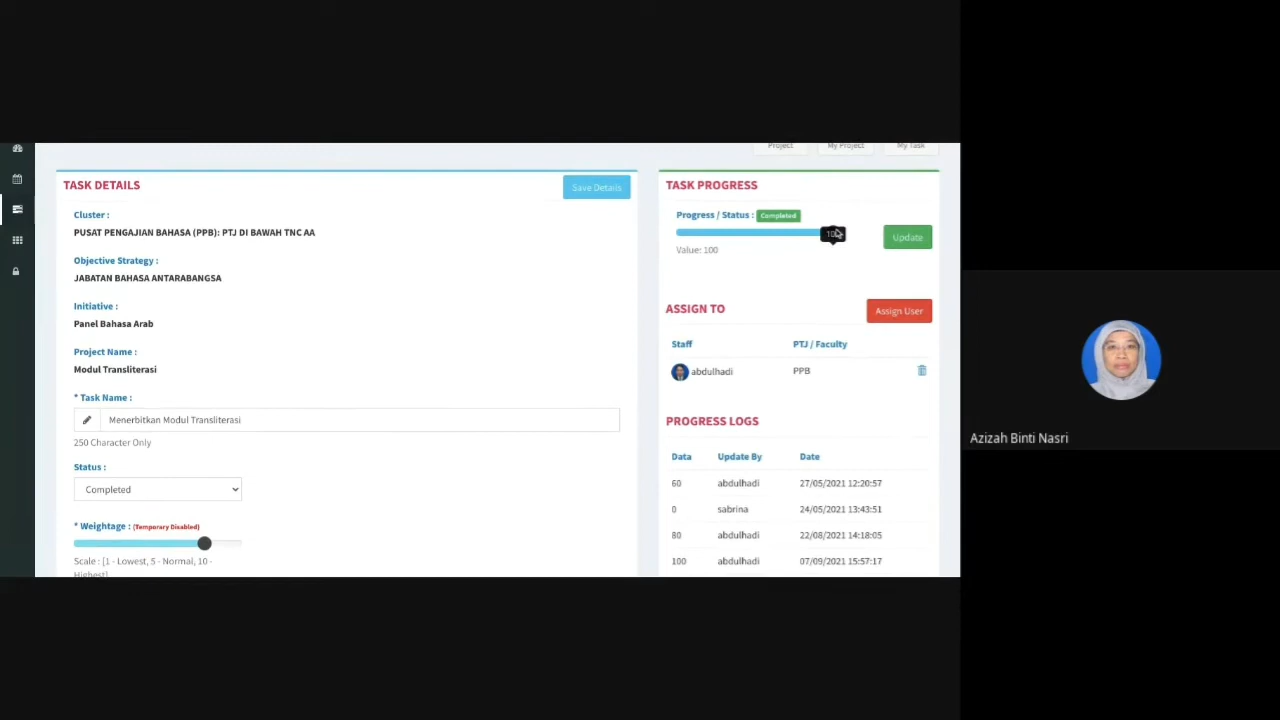 Project My Project My Task
TASK DETAILS
Save Details
Cluster :
PUSAT PENGAJIAN BAHASA (PPB): PTJ DI BAWAH TNC AA
Objective Strategy :
JABATAN BAHASA ANTARABANGSA
Initiative :
Panel Bahasa Arab
Project Name :
Modul Transliterasi
* Task Name :
Menerbitkan Modul Transliterasi
250 Character Only
Status :
Completed
* Weightage : (Temporary Disabled)
Scale : [1 - Lowest, 5 - Normal, 10 -
Highest]
TASK PROGRESS
Progress / Status : Completed
Update
Value: 100
ASSIGN TO
Assign User
Staff PTJ / Faculty
abdulhadi PPB
PROGRESS LOGS
Data Update By Date
60 abdulhadi 27/05/2021 12:20:57
0 sabrina 24/05/2021 13:43:51
80 abdulhadi 22/08/2021 14:18:05
100 abdulhadi 07/09/2021 15:57:17
Azizah Binti Nasri